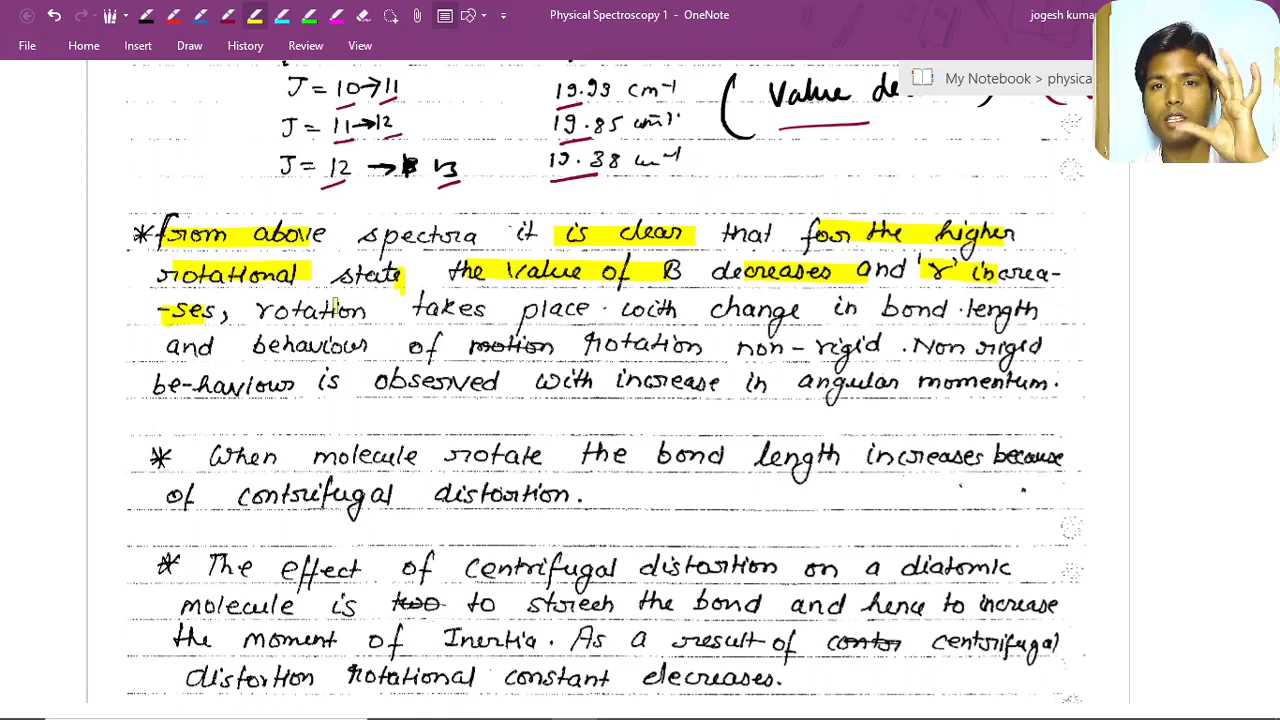 Physical Spectroscopy 1 - OneNote
jogesh kuma
File Home Insert Draw History Review View
My Notebook > physica
J = 10 → 11 19.93 cm-1 ( Value de
J = 11 → 12 19.85 cm-1
J = 12 → 13 19.38 cm-1
*from above spectra it is clear that for the higher
rotational state the value of B decreases and 'r' increa-
-ses, rotation takes place with change in bond length
and behaviour of motion Rotation non-rigid. Non rigid
be-haviour is observed with increase in angular momentum.
* When molecule rotate the bond length increases because
of centrifugal distortion.
* The effect of centrifugal distortion on a diatomic
molecule is two to strech the bond and hence to increase
the moment of Inertia. As a result of centr centrifugal
distortion Rotational constant decreases.